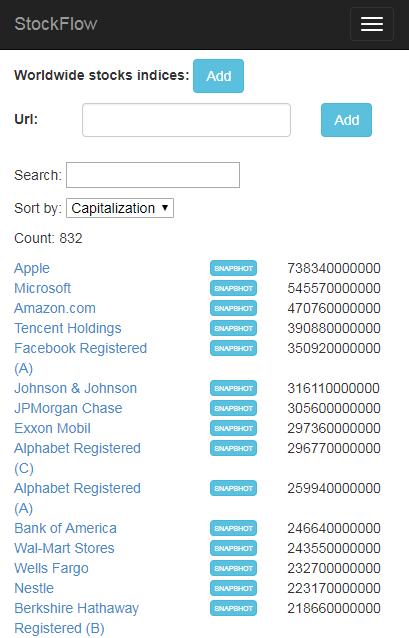 StockFlow
Worldwide stocks indices: Add
Url: Add
Search:
Sort by: Capitalization
Count: 832
Apple SNAPSHOT 738340000000
Microsoft SNAPSHOT 545570000000
Amazon.com SNAPSHOT 470760000000
Tencent Holdings SNAPSHOT 390880000000
Facebook Registered SNAPSHOT 350920000000
(A)
Johnson & Johnson SNAPSHOT 316110000000
JPMorgan Chase SNAPSHOT 305600000000
Exxon Mobil SNAPSHOT 297360000000
Alphabet Registered SNAPSHOT 296770000000
(C)
Alphabet Registered SNAPSHOT 259940000000
(A)
Bank of America SNAPSHOT 246640000000
Wal-Mart Stores SNAPSHOT 243550000000
Wells Fargo SNAPSHOT 232700000000
Nestle SNAPSHOT 223170000000
Berkshire Hathaway SNAPSHOT 218660000000
Registered (B)